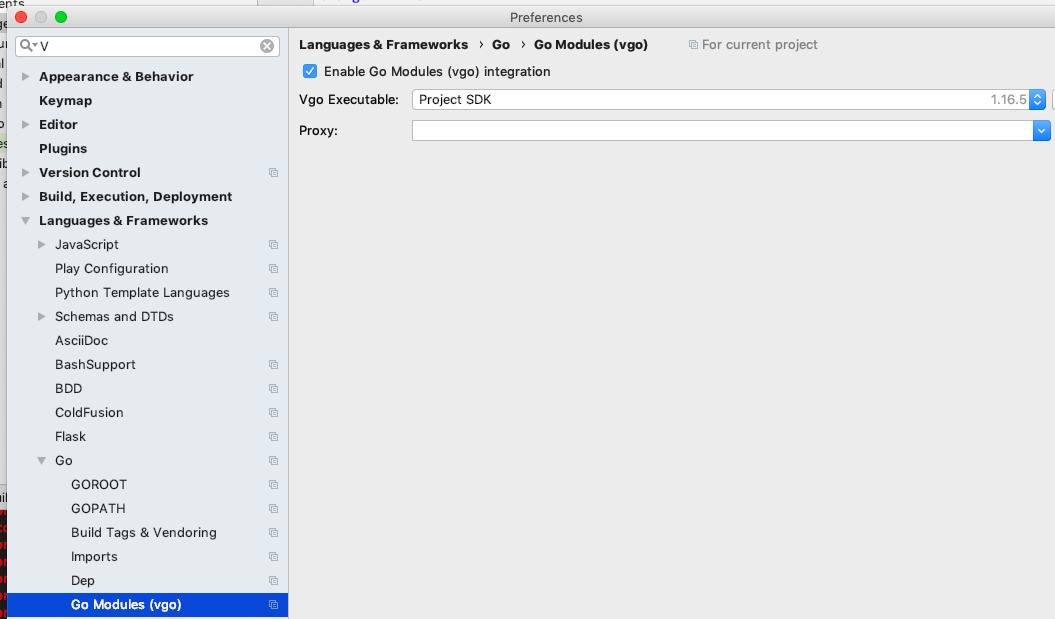 Preferences
V
Languages & Frameworks › Go › Go Modules (vgo) For current project
Enable Go Modules (vgo) integration
Vgo Executable: Project SDK 1.16.5
Proxy:
Appearance & Behavior
Keymap
Editor
Plugins
Version Control
Build, Execution, Deployment
Languages & Frameworks
JavaScript
Play Configuration
Python Template Languages
Schemas and DTDs
AsciiDoc
BashSupport
BDD
ColdFusion
Flask
Go
GOROOT
GOPATH
Build Tags & Vendoring
Imports
Dep
Go Modules (vgo)